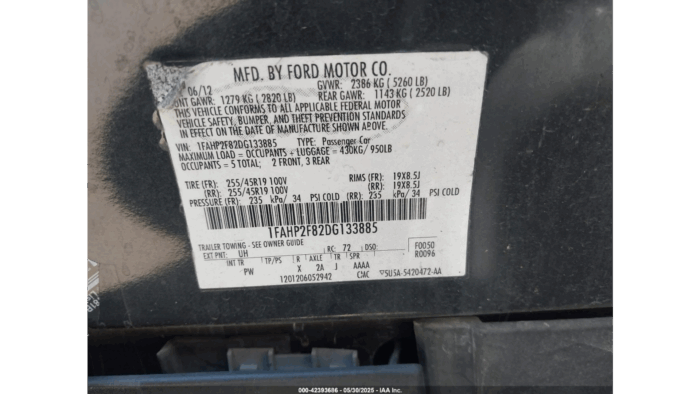 MFD. BY FORD MOTOR CO.
06/12 GVWR: 2386 KG ( 5260 LB)
GAWR: 1279 KG ( 2820 LB) REAR GAWR: 1143 KG ( 2520 LB)
THIS VEHICLE CONFORMS TO ALL APPLICABLE FEDERAL MOTOR
VEHICLE SAFETY, BUMPER, AND THEFT PREVENTION STANDARDS
IN EFFECT ON THE DATE OF MANUFACTURE SHOWN ABOVE.
VIN: 1FAHP2F82DG133885 TYPE: Passenger Car
MAXIMUM LOAD = OCCUPANTS + LUGGAGE = 430KG/950LB
OCCUPANTS = 5 TOTAL: 2 FRONT, 3 REAR
TIRE (FR): 255/45R19 100V RIMS (FR): 19X8.5J
(RR): 255/45R19 100V (RR): 19X8.5J
PRESSURE (FR): 235 kPa/ 34 PSI COLD (RR): 235 kPa/ 34 PSI COLD
1FAHP2F82DG133885
TRAILER TOWING - SEE OWNER GUIDE
EXT PNT: UH RC: 72 DSO: F0050
INT TR TP/PS R AXLE TR SPR R0096
PW X 2A J AAAA
1201206052942 5U5A-5420472-AA
000-42393686 - 05/30/2025 - IAA Inc.